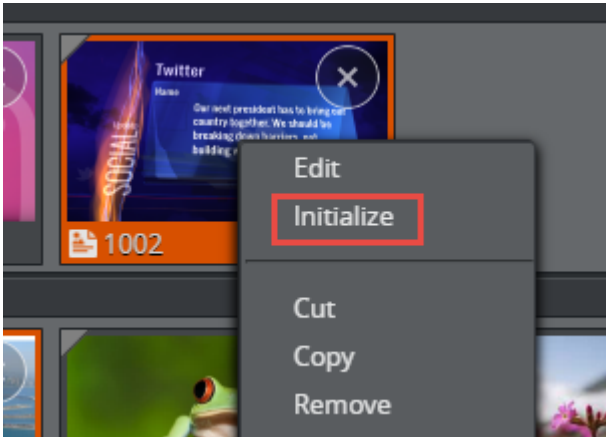 Twitter
Name
Our next president has to bring our
country together. We should be
breaking down barriers, not
building
SOCIAL
1002
Edit
Initialize
Cut
Copy
Remove